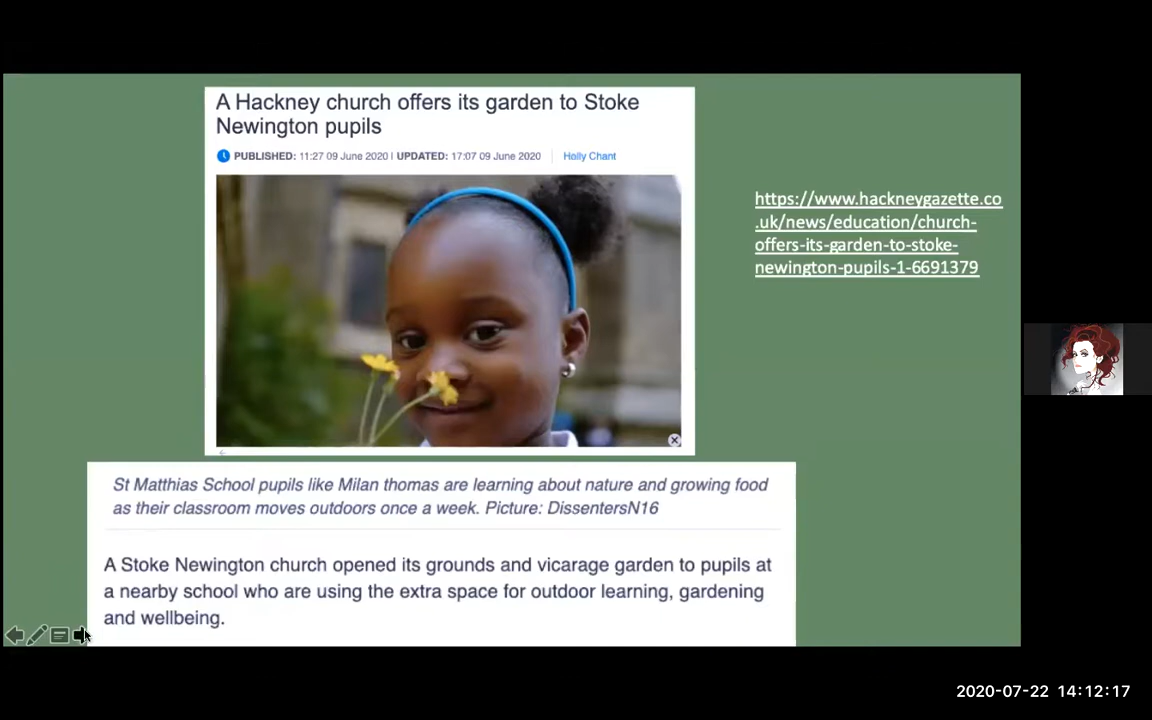 A Hackney church offers its garden to Stoke
Newington pupils
PUBLISHED: 11:27 09 June 2020 | UPDATED: 17:07 09 June 2020 Holly Chant
https://www.hackneygazette.co
.uk/news/education/church-
offers-its-garden-to-stoke-
newington-pupils-1-6691379
St Matthias School pupils like Milan thomas are learning about nature and growing food
as their classroom moves outdoors once a week. Picture: DissentersN16
A Stoke Newington church opened its grounds and vicarage garden to pupils at
a nearby school who are using the extra space for outdoor learning, gardening
and wellbeing.
2020-07-22 14:12:17